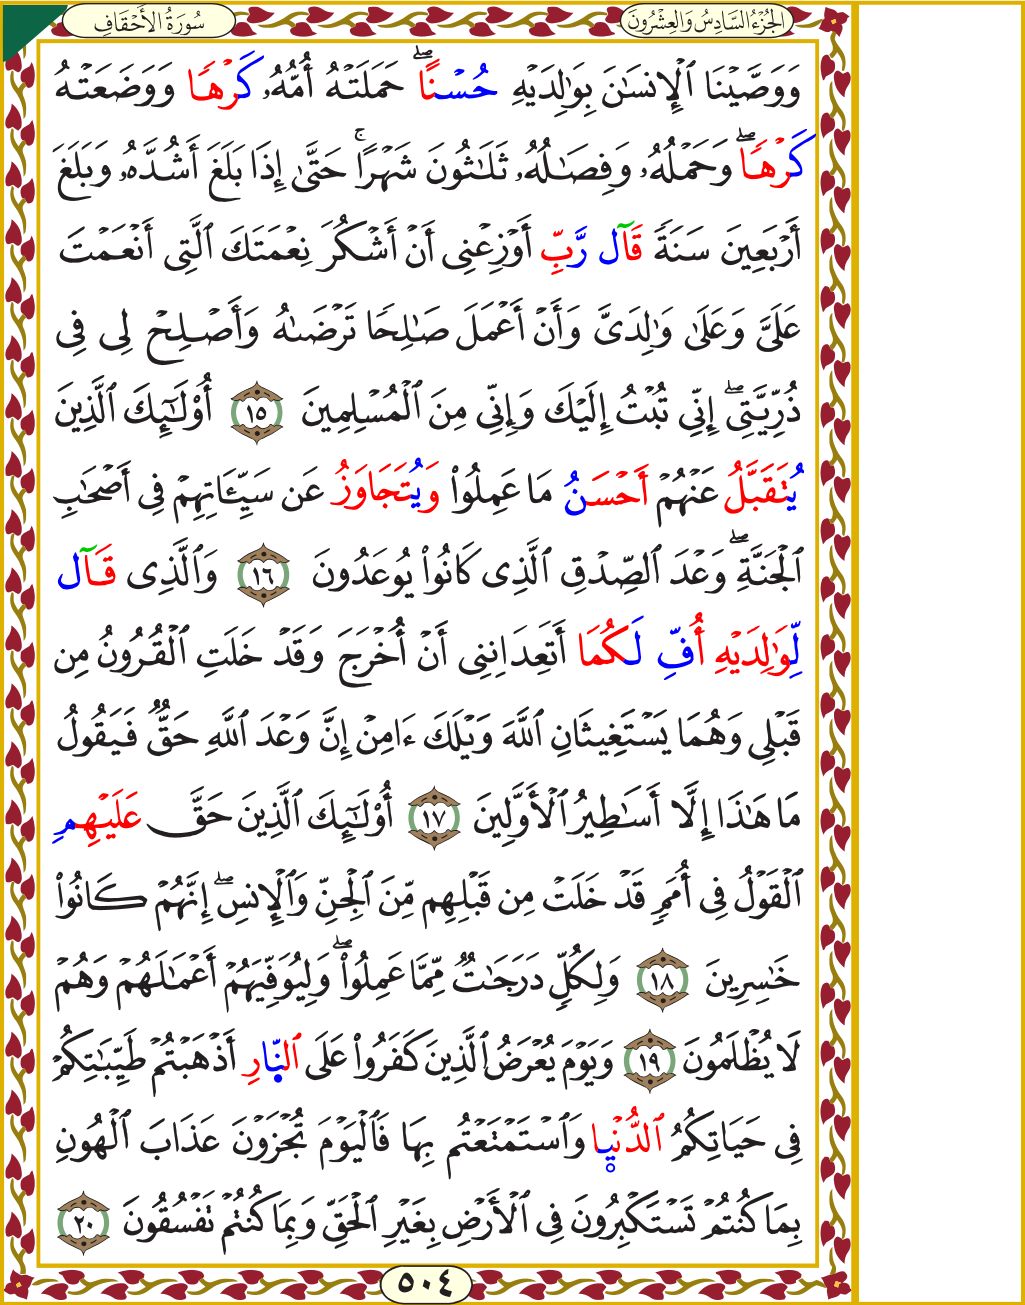 سُورَةُ الأَحْقَافِ
الجُزْءُ السَّادِسُ وَالعِشْرُونَ
وَوَصَّيْنَا ٱلْإِنسَٰنَ بِوَٰلِدَيْهِ حُسْنًاۖ حَمَلَتْهُ أُمُّهُۥ كَرْهًا وَوَضَعَتْهُ
كَرْهًاۖ وَحَمْلُهُۥ وَفِصَٰلُهُۥ ثَلَٰثُونَ شَهْرًاۚ حَتَّىٰٓ إِذَا بَلَغَ أَشُدَّهُۥ وَبَلَغَ
أَرْبَعِينَ سَنَةً قَآل رَّبِّ أَوْزِعْنِى أَنْ أَشْكُرَ نِعْمَتَكَ ٱلَّتِى أَنْعَمْتَ
عَلَىَّ وَعَلَىٰ وَٰلِدَىَّ وَأَنْ أَعْمَلَ صَٰلِحًا تَرْضَىٰهُ وَأَصْلِحْ لِى فِى
ذُرِّيَّتِىۖ إِنِّى تُبْتُ إِلَيْكَ وَإِنِّى مِنَ ٱلْمُسْلِمِينَ ١٥ أُو۟لَٰٓئِكَ ٱلَّذِينَ
يُتَقَبَّلُ عَنْهُمْ أَحْسَنُ مَا عَمِلُوا۟ وَيُتَجَاوَزُ عَن سَيِّـَٔاتِهِمْ فِىٓ أَصْحَٰبِ
ٱلْجَنَّةِۖ وَعْدَ ٱلصِّدْقِ ٱلَّذِى كَانُوا۟ يُوعَدُونَ ١٦ وَٱلَّذِى قَآل
لِّوَٰلِدَيْهِ أُفِّ لَكُمَا أَتَعِدَانِنِى أَنْ أُخْرَجَ وَقَدْ خَلَتِ ٱلْقُرُونُ مِن
قَبْلِى وَهُمَا يَسْتَغِيثَانِ ٱللَّهَ وَيْلَكَ ءَامِنْ إِنَّ وَعْدَ ٱللَّهِ حَقٌّ فَيَقُولُ
مَا هَٰذَا إِلَّا أَسَٰطِيرُ ٱلْأَوَّلِينَ ١٧ أُو۟لَٰٓئِكَ ٱلَّذِينَ حَقَّ عَلَيْهِمِ
ٱلْقَوْلُ فِى أُمَمٍ قَدْ خَلَتْ مِن قَبْلِهِم مِّنَ ٱلْجِنِّ وَٱلْإِنسِۖ إِنَّهُمْ كَانُوا۟
خَٰسِرِينَ ١٨ وَلِكُلٍّ دَرَجَٰتٌ مِّمَّا عَمِلُوا۟ۖ وَلِيُوَفِّيَهُمْ أَعْمَٰلَهُمْ وَهُمْ
لَا يُظْلَمُونَ ١٩ وَيَوْمَ يُعْرَضُ ٱلَّذِينَ كَفَرُوا۟ عَلَى ٱلنَّارِ أَذْهَبْتُمْ طَيِّبَٰتِكُمْ
فِى حَيَاتِكُمُ ٱلدُّنْيَا وَٱسْتَمْتَعْتُم بِهَا فَٱلْيَوْمَ تُجْزَوْنَ عَذَابَ ٱلْهُونِ
بِمَا كُنتُمْ تَسْتَكْبِرُونَ فِى ٱلْأَرْضِ بِغَيْرِ ٱلْحَقِّ وَبِمَا كُنتُمْ تَفْسُقُونَ ٢٠
٥٠٤